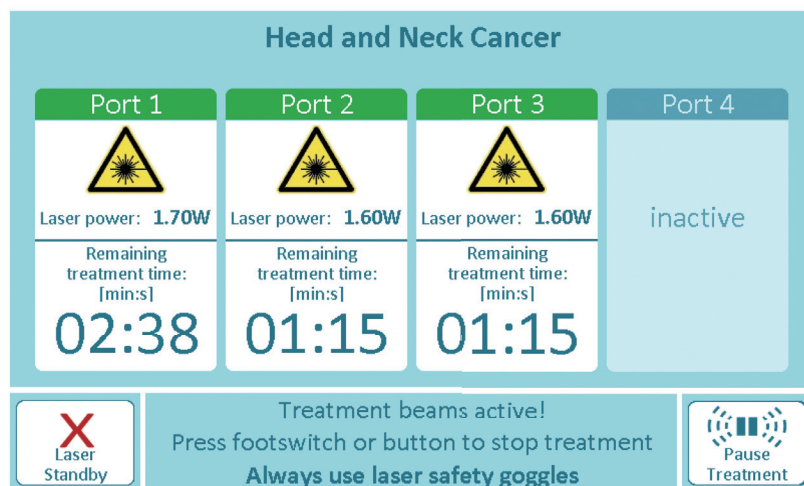 Head and Neck Cancer
Port 1
Laser power: 1.70W
Remaining
treatment time:
[min:s]
02:38
Port 2
Laser power: 1.60W
Remaining
treatment time:
[min:s]
01:15
Port 3
Laser power: 1.60W
Remaining
treatment time:
[min:s]
01:15
Port 4
inactive
X
Laser
Standby
Treatment beams active!
Press footswitch or button to stop treatment
Always use laser safety goggles
Pause
Treatment